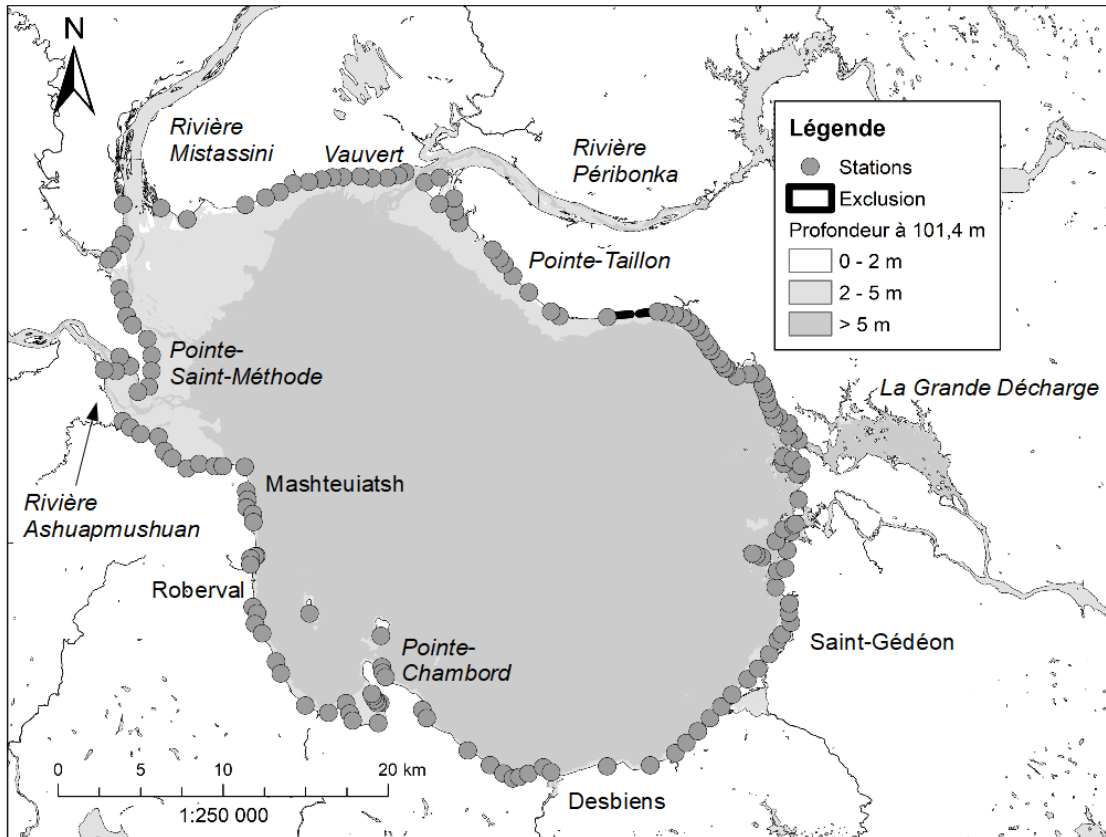 N
Rivière
Mistassini
Vauvert
Rivière
Péribonka
Légende
Stations
Exclusion
Profondeur à 101,4 m
0 - 2 m
2 - 5 m
> 5 m
Pointe-Taillon
Pointe-
Saint-Méthode
La Grande Décharge
Mashteuiatsh
Rivière
Ashuapmushuan
Roberval
Pointe-
Chambord
Saint-Gédéon
Desbiens
0 5 10 20 km
1:250 000